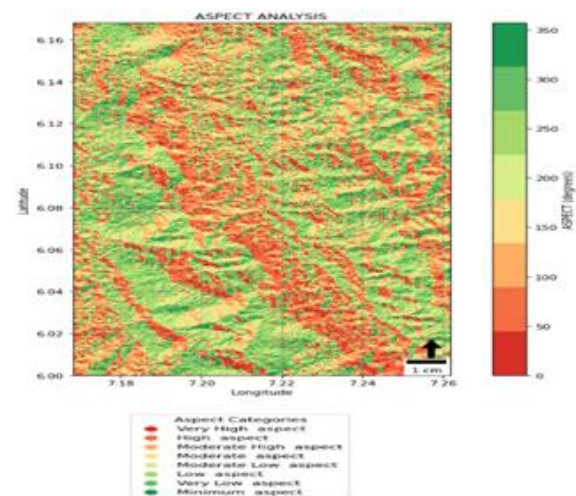 ASPECT ANALYSIS
6.16
6.14
6.12
6.10
6.08
6.06
6.04
6.02
6.00
Latitude
7.18
7.20
7.22
7.24
7.26
Longitude
1 cm
350
300
250
200
150
100
50
0
ASPECT (degrees)
Aspect Categories
Very High aspect
High aspect
Moderate High aspect
Moderate aspect
Moderate Low aspect
Low aspect
Very Low aspect
Minimum aspect